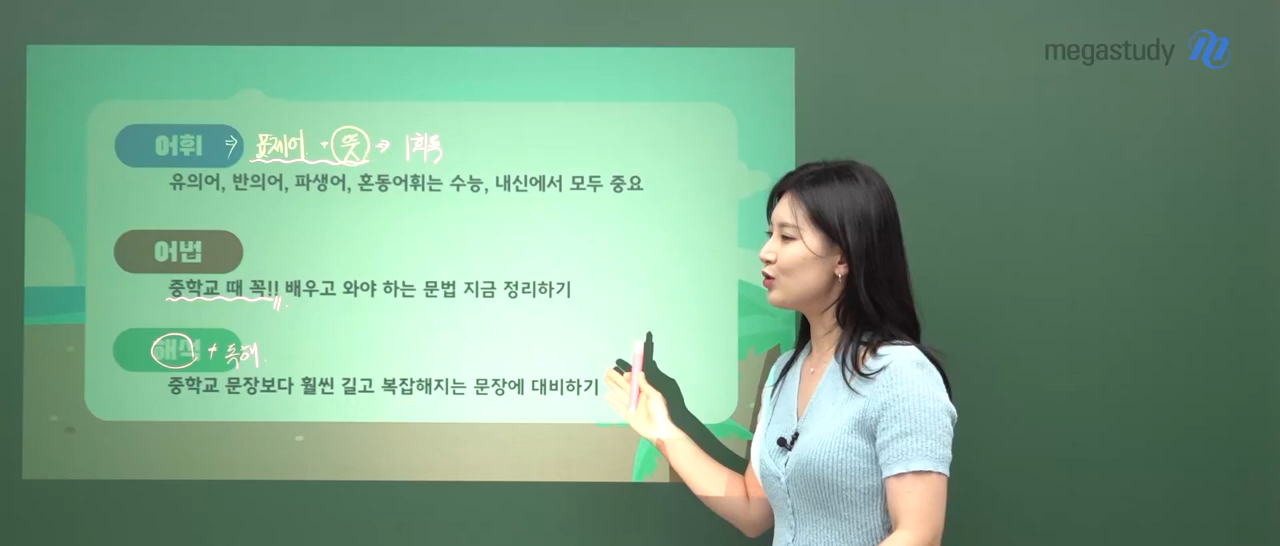 megastudy
어휘 ⇒ 표제어 + 뜻 → 1회독
유의어, 반의어, 파생어, 혼동어휘는 수능, 내신에서 모두 중요
어법
중학교 때 꼭!! 배우고 와야 하는 문법 지금 정리하기
해석 + 독해.
중학교 문장보다 훨씬 길고 복잡해지는 문장에 대비하기